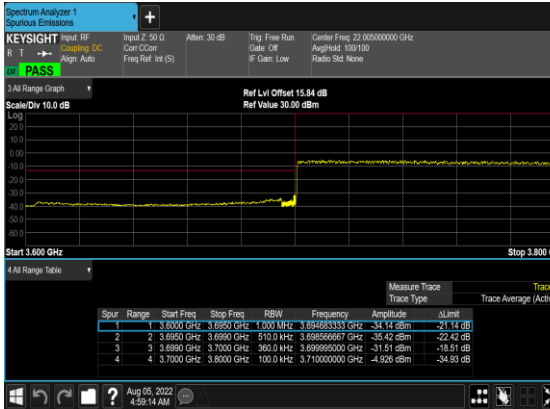 Spectrum Analyzer 1
Spurious Emissions
KEYSIGHT Input: RF Input Z: 50 Ω Atten: 30 dB Trig: Free Run Center Freq: 22.005000000 GHz
R T Coupling: DC Corr CCorr Gate: Off Avg|Hold: 100/100
Align: Auto Freq Ref: Int (S) IF Gain: Low Radio Std: None
PASS
3 All Range Graph
Ref Lvl Offset 15.84 dB
Scale/Div 10.0 dB Ref Value 30.00 dBm
Log
20.0
10.0
0.00
-10.0
-20.0
-30.0
-40.0
-50.0
-60.0
Start 3.600 GHz Stop 3.800
4 All Range Table
Measure Trace Trace
Trace Type Trace Average (Acti
Spur Range Start Freq Stop Freq RBW Frequency Amplitude ΔLimit
1 1 3.6000 GHz 3.6950 GHz 1.000 MHz 3.694683333 GHz -34.14 dBm -21.14 dB
2 2 3.6950 GHz 3.6990 GHz 510.0 kHz 3.698566667 GHz -35.42 dBm -22.42 dB
3 3 3.6990 GHz 3.7000 GHz 360.0 kHz 3.699995000 GHz -31.51 dBm -18.51 dB
4 4 3.7000 GHz 3.8000 GHz 100.0 kHz 3.710000000 GHz -4.926 dBm -34.93 dB
? Aug 05, 2022
4:59:14 AM